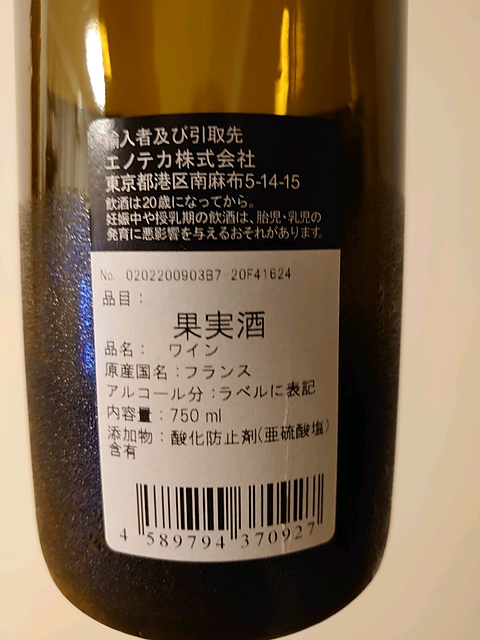 輸入者及び引取先
エノテカ株式会社
東京都港区南麻布5-14-15
飲酒は20歳になってから。
妊娠中や授乳期の飲酒は、胎児・乳児の
発育に悪影響を与えるおそれがあります。
No. 0202200903B7-20F41624
品目：
果実酒
品名： ワイン
原産国名：フランス
アルコール分：ラベルに表記
内容量：750 ml
添加物：酸化防止剤(亜硫酸塩)
含有
4 589794 370927